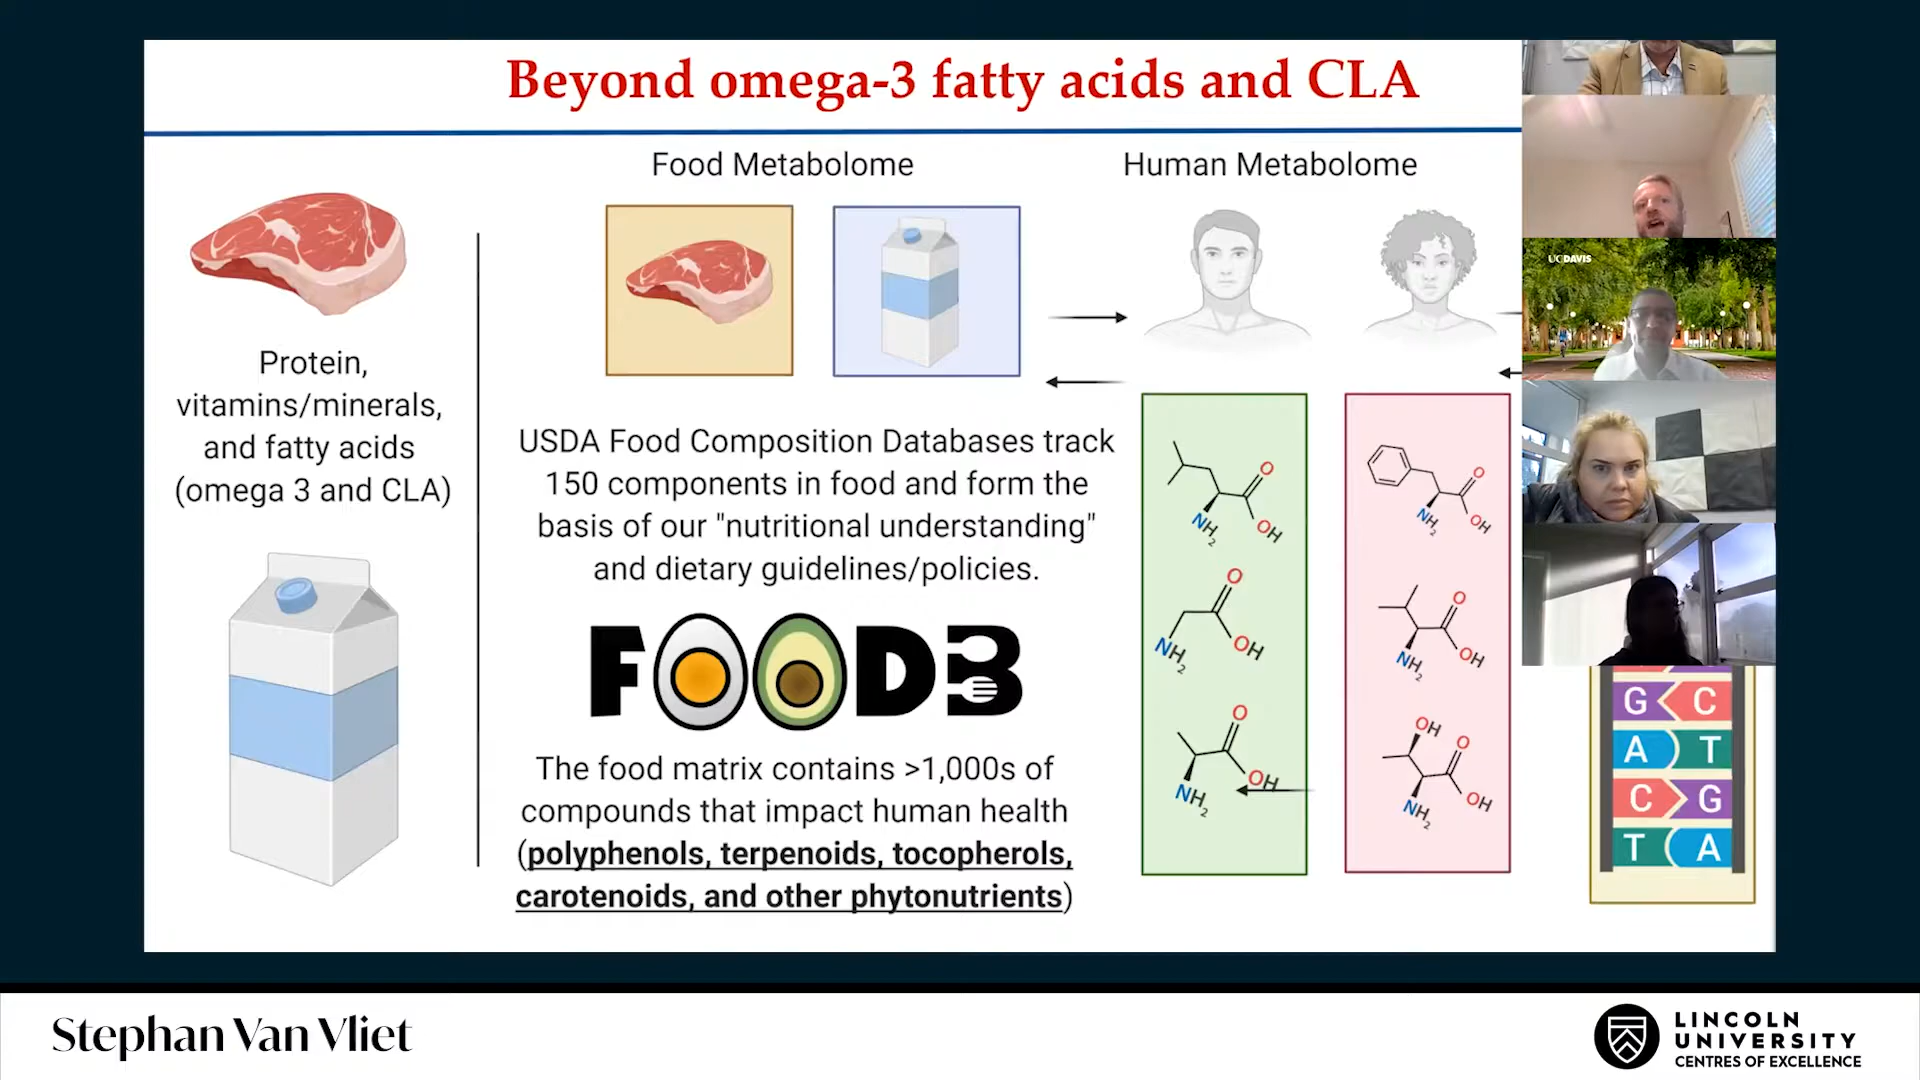 Beyond omega-3 fatty acids and CLA
Food Metabolome
Human Metabolome
UC DAVIS
Protein,
vitamins/minerals,
and fatty acids
(omega 3 and CLA)
USDA Food Composition Databases track
150 components in food and form the
basis of our "nutritional understanding"
and dietary guidelines/policies.
FOODB
The food matrix contains >1,000s of
compounds that impact human health
(polyphenols, terpenoids, tocopherols,
carotenoids, and other phytonutrients)
O
NH2
OH
O
NH2
OH
O
NH2
OH
O
NH2
OH
O
NH2
OH
OH
O
NH2
OH
G C
A T
C G
T A
Stephan Van Vliet
LINCOLN
UNIVERSITY
CENTRES OF EXCELLENCE